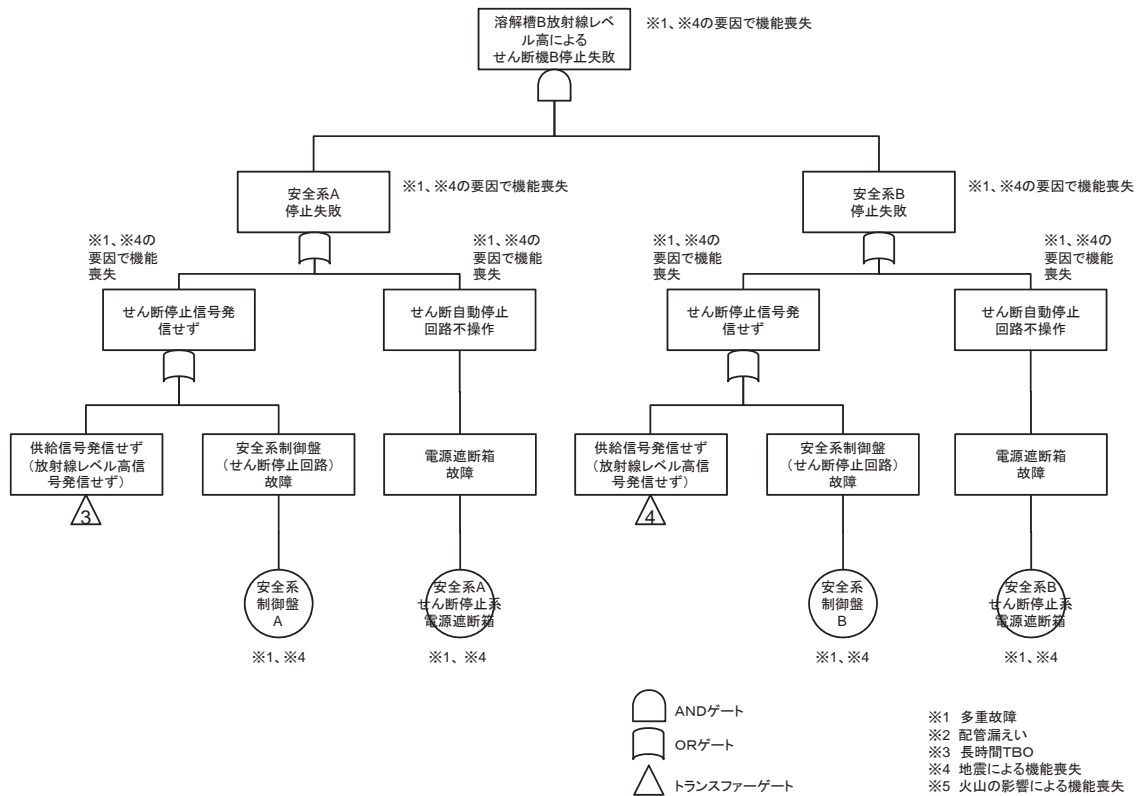 溶解槽B放射線レベ
ル高による
せん断機B停止失敗
※1、※4の要因で機能喪失
安全系A
停止失敗
※1、※4の要因で機能喪失
安全系B
停止失敗
※1、※4の要因で機能喪失
※1、※4の
要因で機能
喪失
※1、※4の
要因で機能
喪失
※1、※4の
要因で機能
喪失
※1、※4の
要因で機能
喪失
せん断停止信号発
信せず
せん断自動停止
回路不操作
せん断停止信号発
信せず
せん断自動停止
回路不操作
供給信号発信せず
（放射線レベル高信
号発信せず）
安全系制御盤
（せん断停止回路）
故障
電源遮断箱
故障
供給信号発信せず
（放射線レベル高信
号発信せず）
安全系制御盤
（せん断停止回路）
故障
電源遮断箱
故障
3
4
安全系
制御盤
A
安全系A
せん断停止系
電源遮断箱
安全系
制御盤
B
安全系B
せん断停止系
電源遮断箱
※1、※4
※1、※4
※1、※4
※1、※4
ANDゲート
ORゲート
トランスファーゲート
※1 多重故障
※2 配管漏えい
※3 長時間TBO
※4 地震による機能喪失
※5 火山の影響による機能喪失